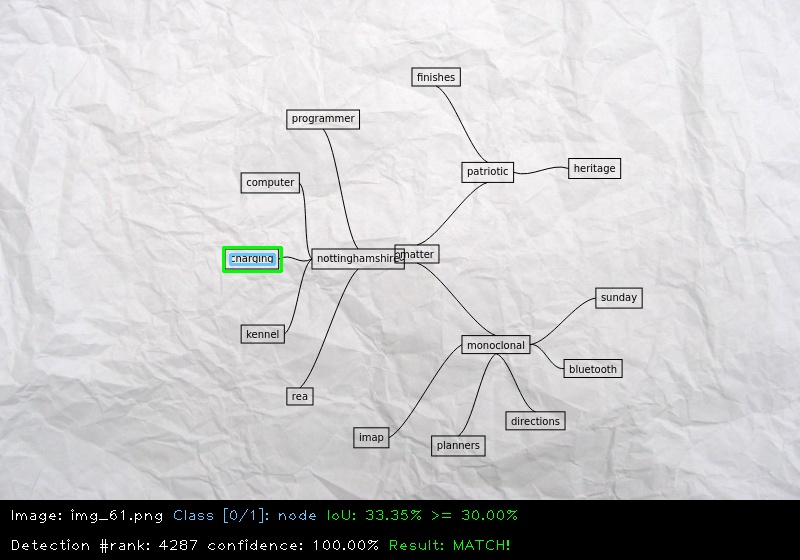 finishes
programmer
patriotic
heritage
computer
matter
nottinghamshire
charging
sunday
kennel
monoclonal
bluetooth
rea
directions
imap
planners
Image: img_61.png Class [0/1]: node IoU: 33.35% >= 30.00%
Detection #rank: 4287 confidence: 100.00% Result: MATCH!